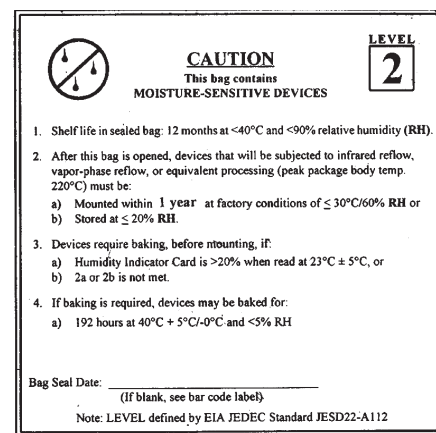 LEVEL
2
CAUTION
This bag contains
MOISTURE-SENSITIVE DEVICES
1. Shelf life in sealed bag: 12 months at <40°C and <90% relative humidity (RH).
2. After this bag is opened, devices that will be subjected to infrared reflow,
vapor-phase reflow, or equivalent processing (peak package body temp.
220°C) must be:
a) Mounted within 1 year at factory conditions of ≤ 30°C/60% RH or
b) Stored at ≤ 20% RH.
3. Devices require baking, before mounting, if:
a) Humidity Indicator Card is >20% when read at 23°C ± 5°C, or
b) 2a or 2b is not met.
4. If baking is required, devices may be baked for:
a) 192 hours at 40°C + 5°C/-0°C and <5% RH
Bag Seal Date:
(If blank, see bar code label)
Note: LEVEL defined by EIA JEDEC Standard JESD22-A112